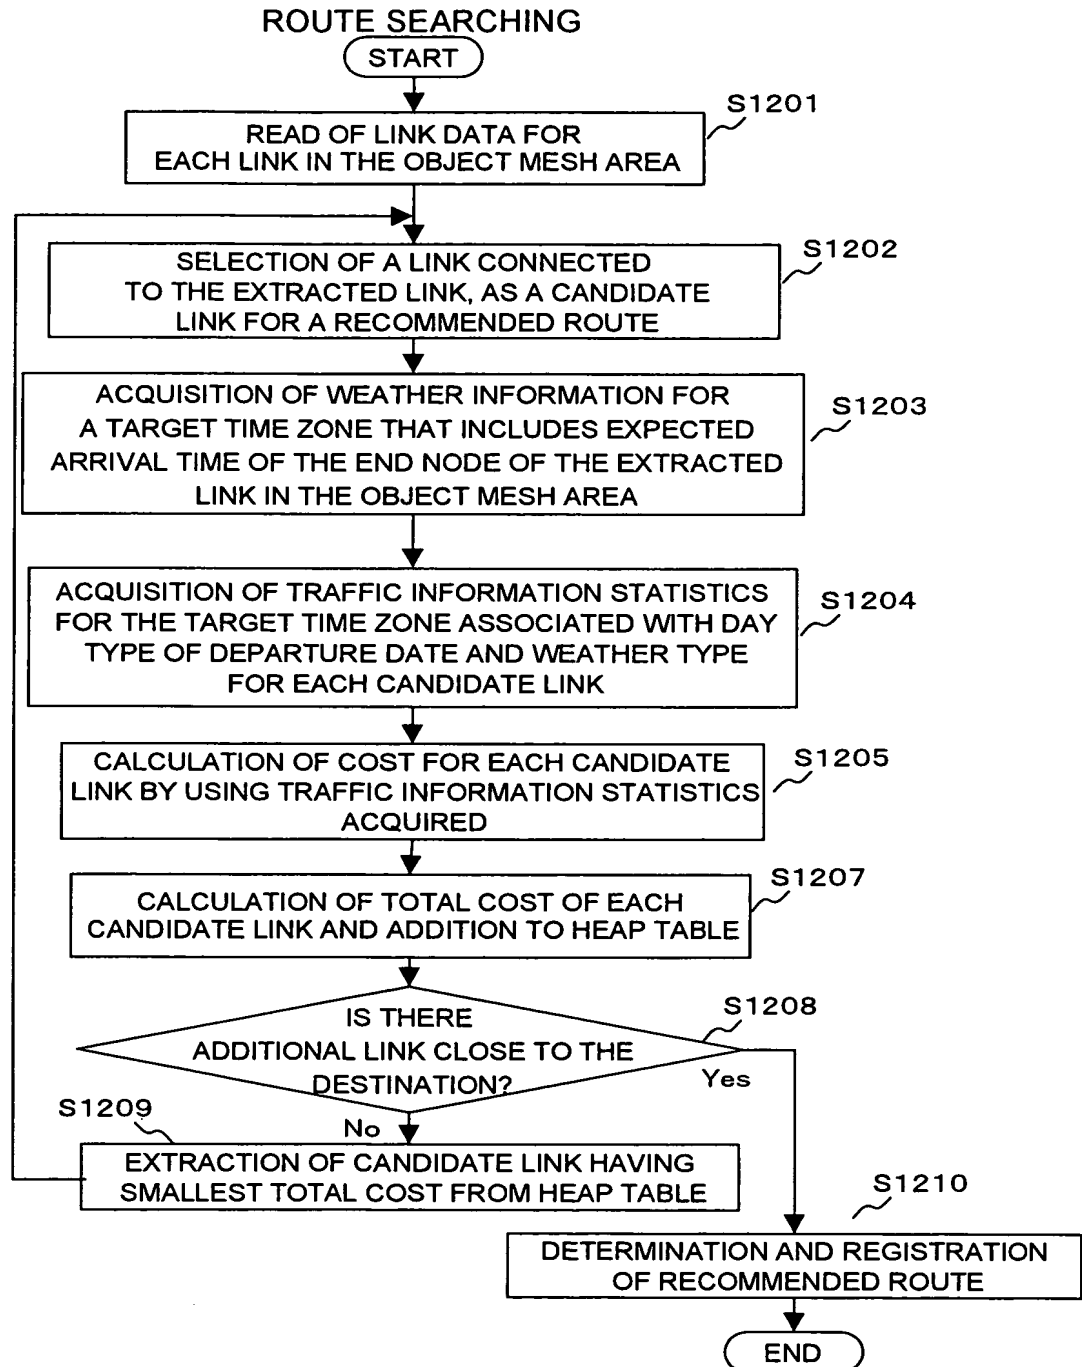 ROUTE SEARCHING
START
S1201
READ OF LINK DATA FOR
EACH LINK IN THE OBJECT MESH AREA
S1202
SELECTION OF A LINK CONNECTED
TO THE EXTRACTED LINK, AS A CANDIDATE
LINK FOR A RECOMMENDED ROUTE
S1203
ACQUISITION OF WEATHER INFORMATION FOR
A TARGET TIME ZONE THAT INCLUDES EXPECTED
ARRIVAL TIME OF THE END NODE OF THE EXTRACTED
LINK IN THE OBJECT MESH AREA
S1204
ACQUISITION OF TRAFFIC INFORMATION STATISTICS
FOR THE TARGET TIME ZONE ASSOCIATED WITH DAY
TYPE OF DEPARTURE DATE AND WEATHER TYPE
FOR EACH CANDIDATE LINK
S1205
CALCULATION OF COST FOR EACH CANDIDATE
LINK BY USING TRAFFIC INFORMATION STATISTICS
ACQUIRED
S1207
CALCULATION OF TOTAL COST OF EACH
CANDIDATE LINK AND ADDITION TO HEAP TABLE
S1208
IS THERE
ADDITIONAL LINK CLOSE TO THE
DESTINATION?
Yes
No
S1209
EXTRACTION OF CANDIDATE LINK HAVING
SMALLEST TOTAL COST FROM HEAP TABLE
S1210
DETERMINATION AND REGISTRATION
OF RECOMMENDED ROUTE
END